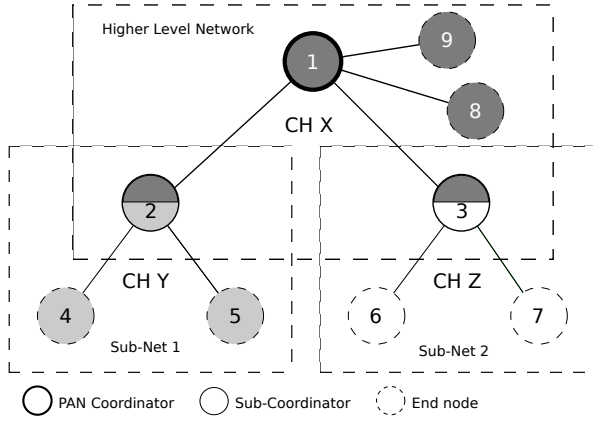 Higher Level Network
9
1
8
CH X
2
3
CH Y
CH Z
4
5
6
7
Sub-Net 1
Sub-Net 2
PAN Coordinator
Sub-Coordinator
End node